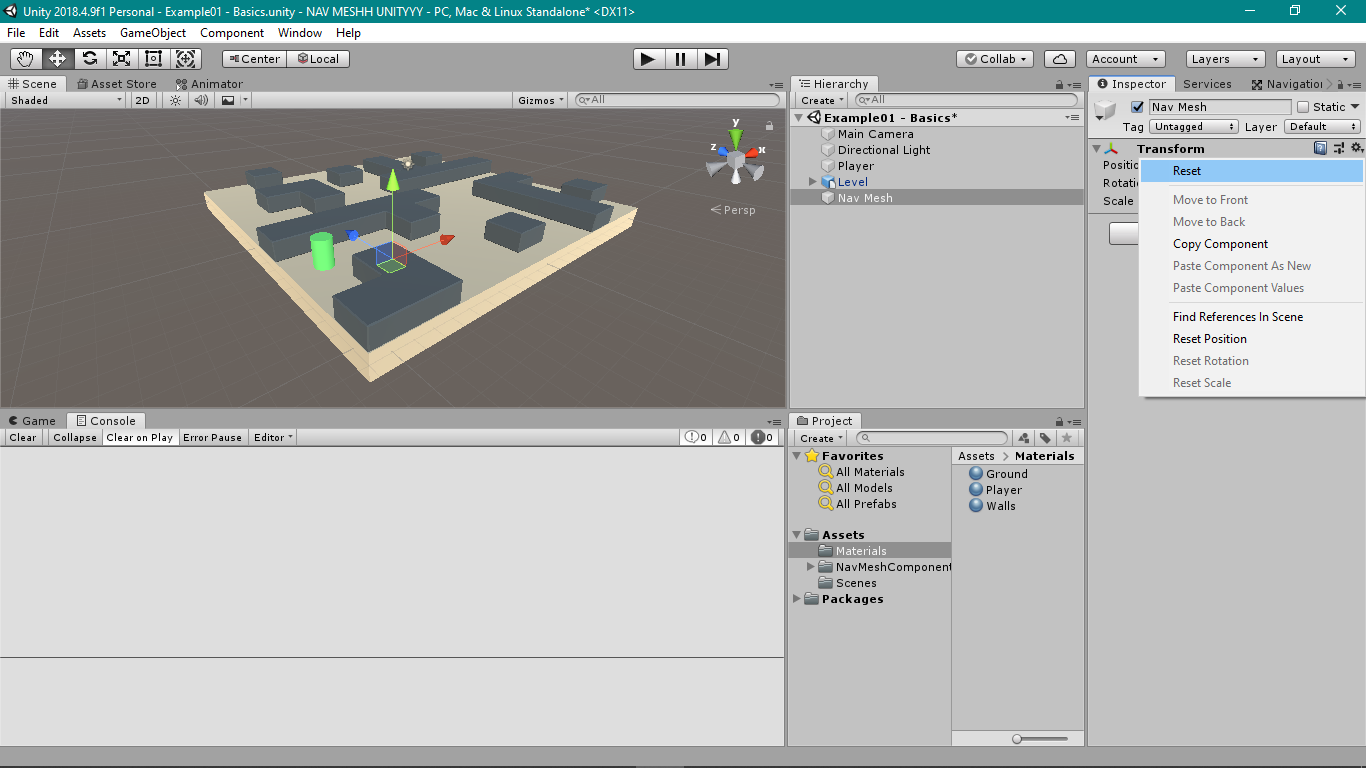 Unity 2018.4.9f1 Personal - Example01 - Basics.unity - NAV MESHH UNITYYY - PC, Mac & Linux Standalone* <DX11>
File Edit Assets GameObject Component Window Help
Center Local Collab Account Layers Layout
Scene Asset Store Animator
Shaded 2D Gizmos All
y
z
x
Persp
Hierarchy
Create All
Example01 - Basics*
Main Camera
Directional Light
Player
Level
Nav Mesh
Inspector Services Navigation
Nav Mesh Static
Tag Untagged Layer Default
Transform
Positio
Rotati
Scale
Reset
Move to Front
Move to Back
Copy Component
Paste Component As New
Paste Component Values
Find References In Scene
Reset Position
Reset Rotation
Reset Scale
Game Console
Clear Collapse Clear on Play Error Pause Editor 0 0 0
Project
Create
Favorites
All Materials
All Models
All Prefabs
Assets
Materials
NavMeshComponent
Scenes
Packages
Assets Materials
Ground
Player
Walls